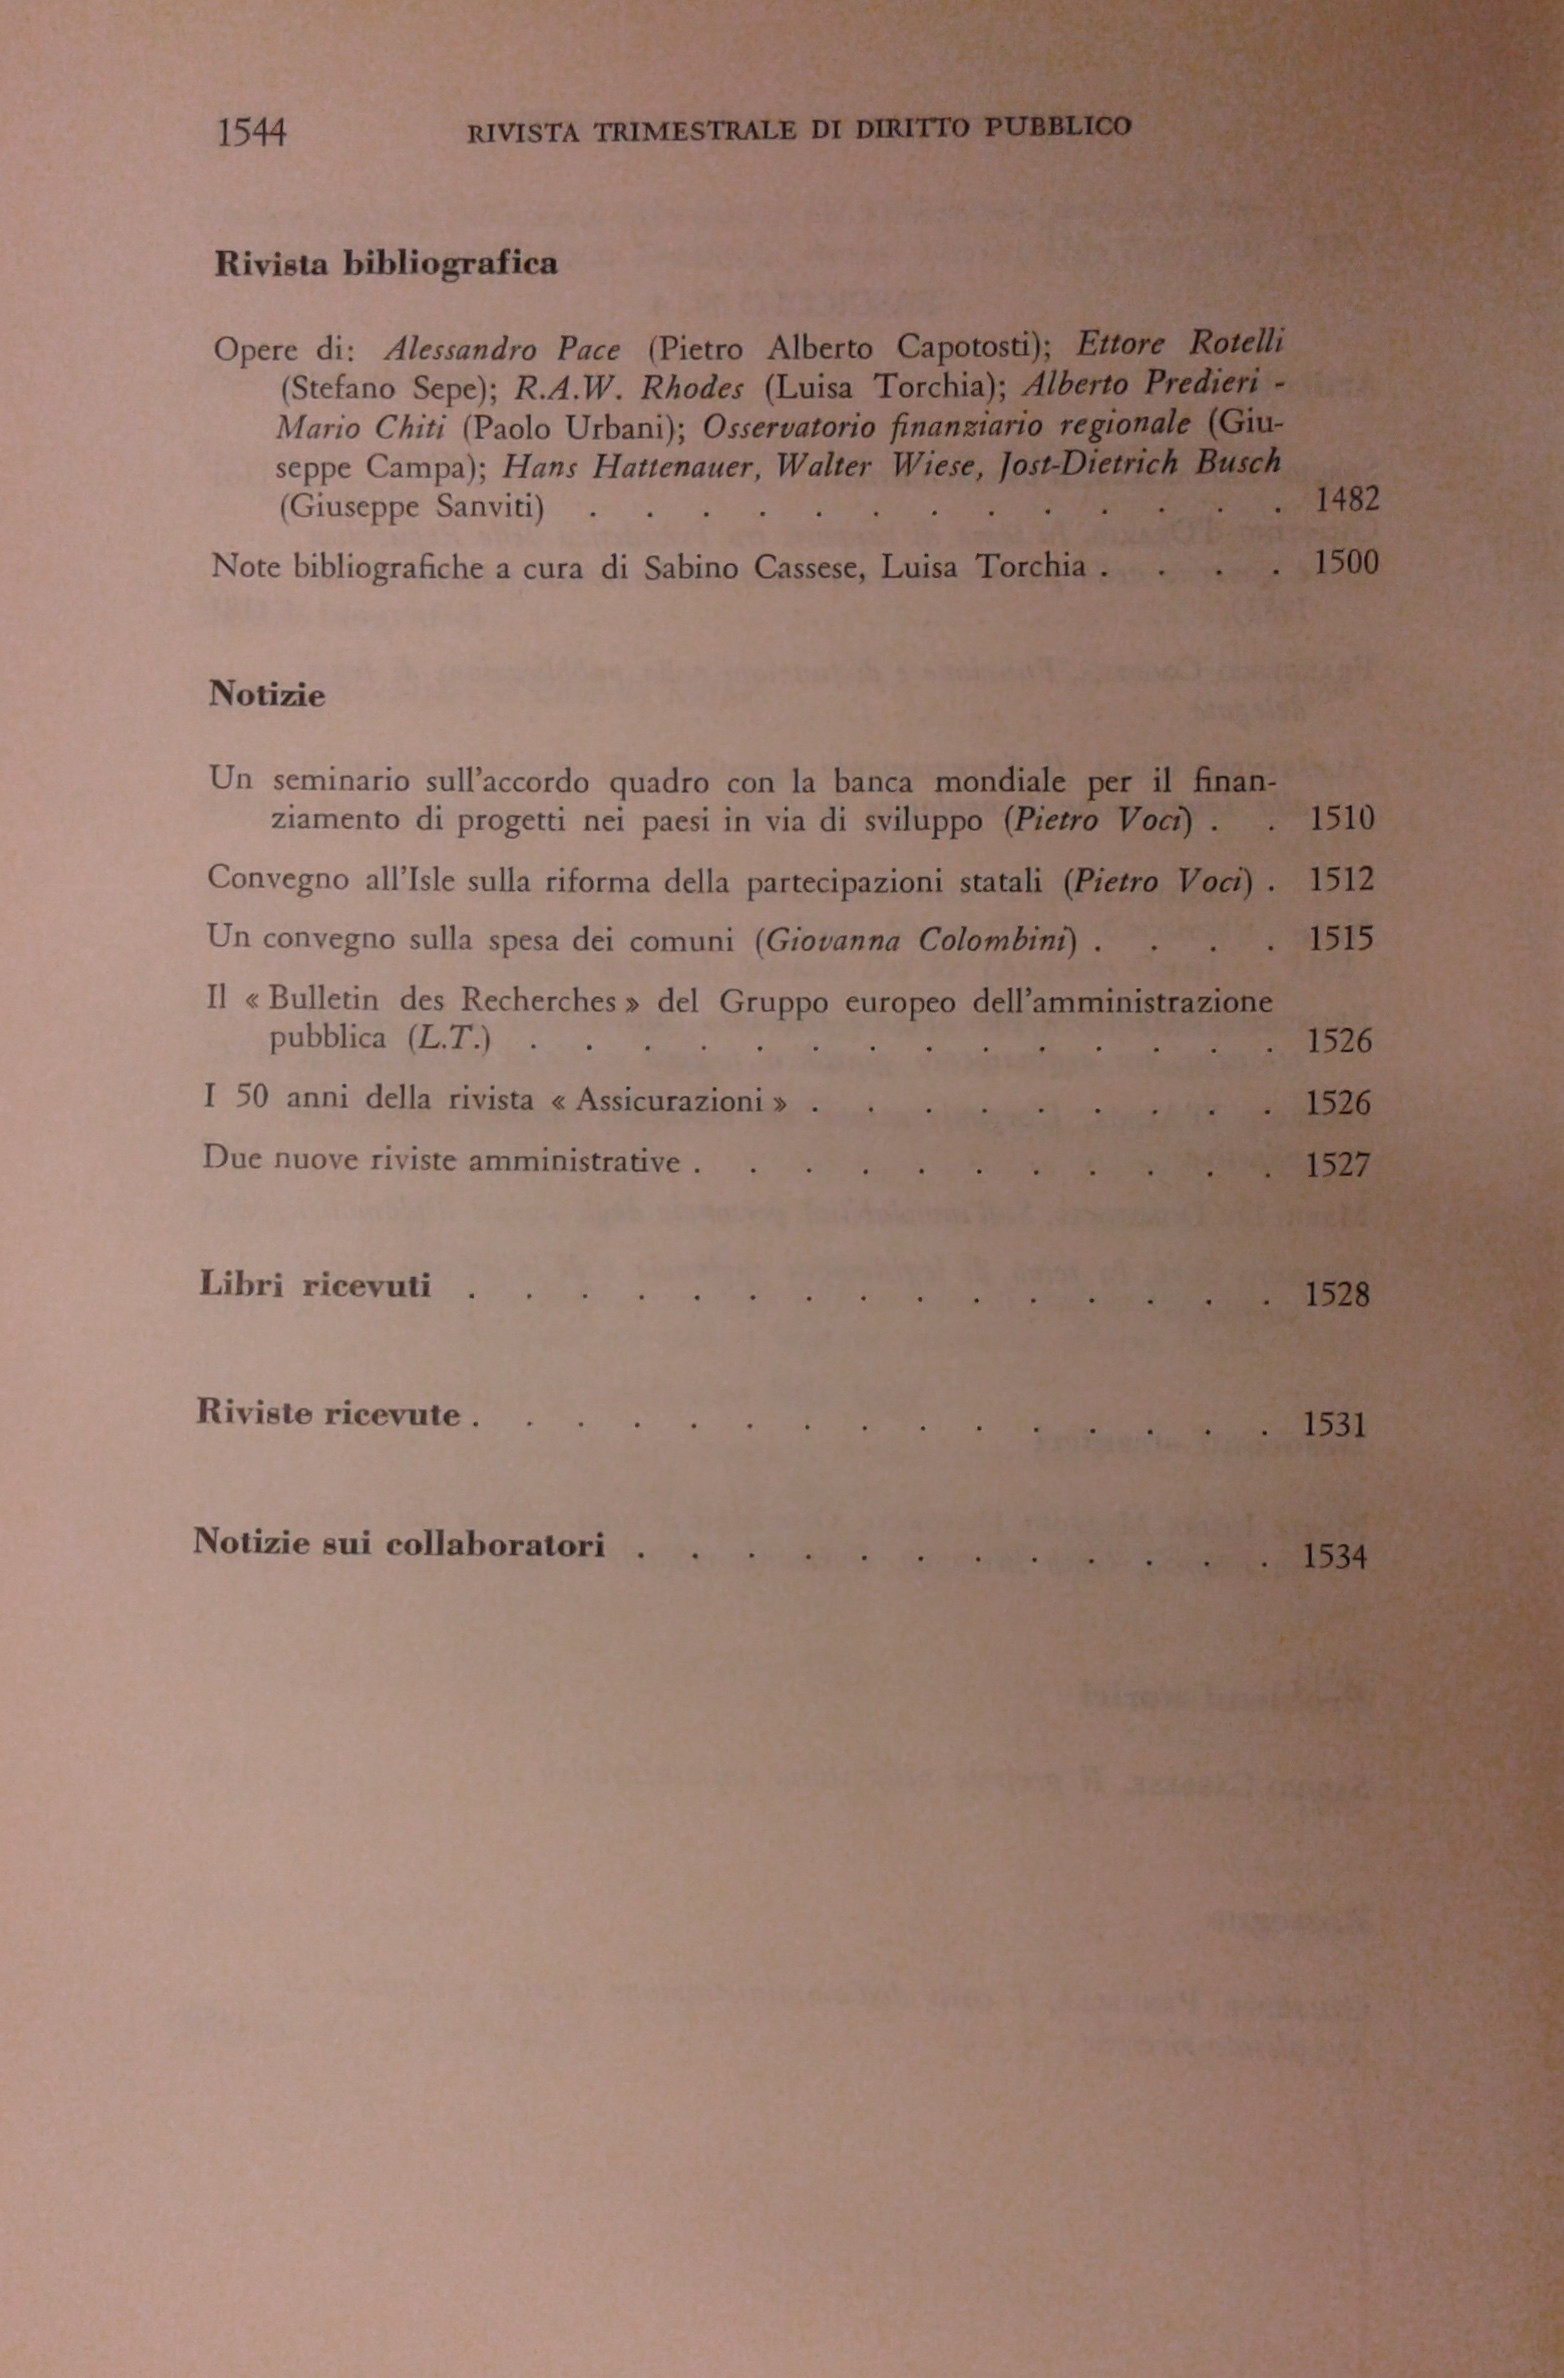 1544 RIVISTA TRIMESTRALE DI DIRITTO PUBBLICO
Rivista bibliografica
Opere di: Alessandro Pace (Pietro Alberto Capotosti); Ettore Rotelli
(Stefano Sepe); R.A.W. Rhodes (Luisa Torchia); Alberto Predieri -
Mario Chiti (Paolo Urbani); Osservatorio finanziario regionale (Giu-
seppe Campa); Hans Hattenauer, Walter Wiese, Jost-Dietrich Busch
(Giuseppe Sanviti) . . . . . . . . . . . . . 1482
Note bibliografiche a cura di Sabino Cassese, Luisa Torchia . . . . 1500
Notizie
Un seminario sull'accordo quadro con la banca mondiale per il finan-
ziamento di progetti nei paesi in via di sviluppo (Pietro Voci) . . 1510
Convegno all'Isle sulla riforma della partecipazioni statali (Pietro Voci) . 1512
Un convegno sulla spesa dei comuni (Giovanna Colombini) . . . . 1515
Il « Bulletin des Recherches » del Gruppo europeo dell'amministrazione
pubblica (L.T.) . . . . . . . . . . . . . . 1526
I 50 anni della rivista « Assicurazioni » . . . . . . . . . 1526
Due nuove riviste amministrative . . . . . . . . . . . 1527
Libri ricevuti . . . . . . . . . . . . . . . 1528
Riviste ricevute . . . . . . . . . . . . . . . 1531
Notizie sui collaboratori . . . . . . . . . . . . 1534